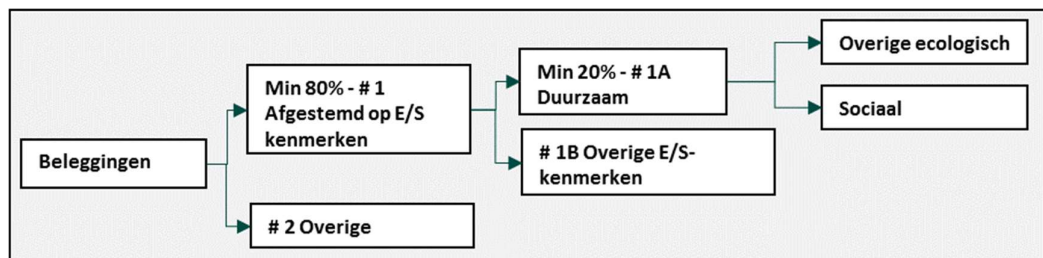 Beleggingen
Min 80% - # 1
Afgestemd op E/S
kenmerken
# 2 Overige
Min 20% - # 1A
Duurzaam
# 1B Overige E/S-
kenmerken
Overige ecologisch
Sociaal